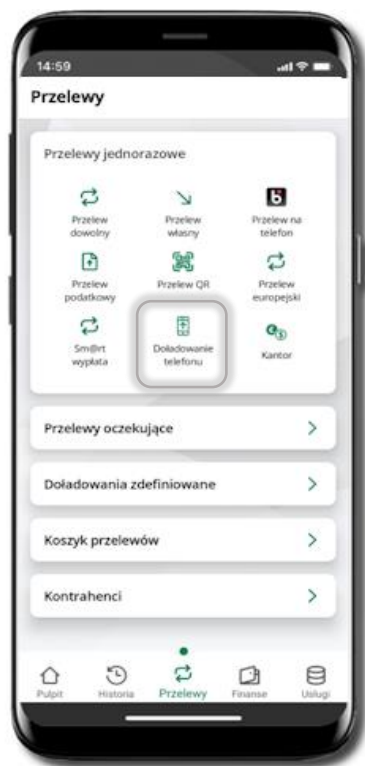 14:59
Przelewy
Przelewy jednorazowe
Przelew
dowolny
Przelew
własny
Przelew na
telefon
Przelew
podatkowy
Przelew QR
Przelew
europejski
Sm@rt
wypłata
Doładowanie
telefonu
Kantor
Przelewy oczekujące
Doładowania zdefiniowane
Koszyk przelewów
Kontrahenci
Pulpit
Historia
Przelewy
Finanse
Usługi